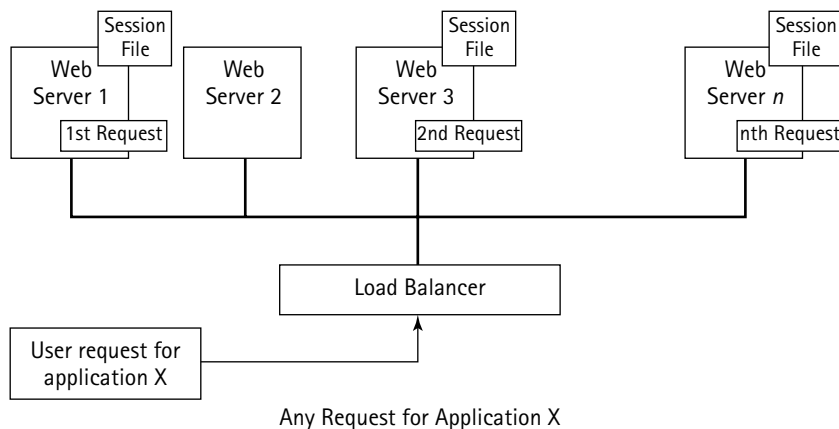 Session
File
Web
Server 1
1st Request
Web
Server 2
Session
File
Web
Server 3
2nd Request
Session
File
Web
Server n
nth Request
Load Balancer
User request for
application X
Any Request for Application X